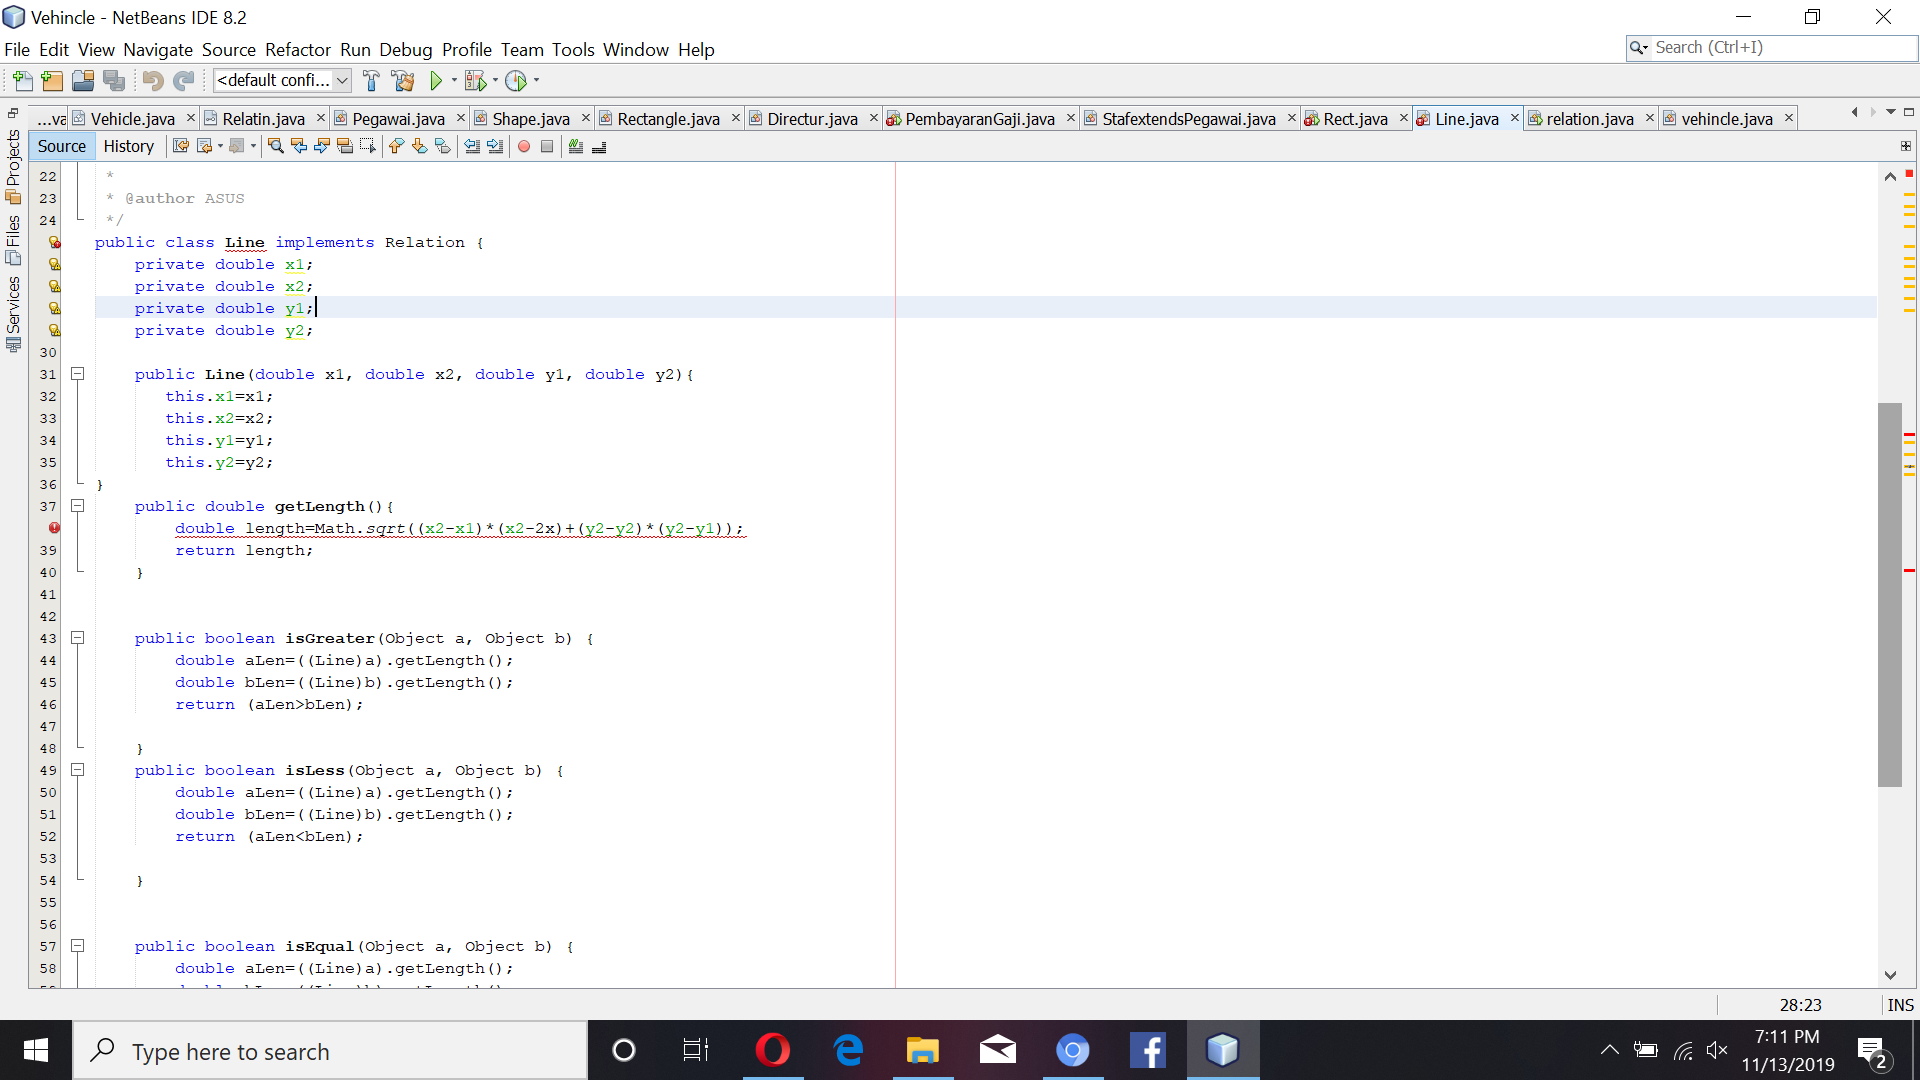 Vehincle - NetBeans IDE 8.2
File Edit View Navigate Source Refactor Run Debug Profile Team Tools Window Help
Search (Ctrl+I)
<default confi...
...va Vehicle.java Relatin.java Pegawai.java Shape.java Rectangle.java Directur.java PembayaranGaji.java StafextendsPegawai.java Rect.java Line.java relation.java vehincle.java
Source History
Projects
Files
Services
22 *
23 * @author ASUS
24 */
public class Line implements Relation {
private double x1;
private double x2;
private double y1;
private double y2;
30
31 public Line(double x1, double x2, double y1, double y2){
32 this.x1=x1;
33 this.x2=x2;
34 this.y1=y1;
35 this.y2=y2;
36 }
37 public double getLength(){
double length=Math.sqrt((x2-x1)*(x2-2x)+(y2-y2)*(y2-y1));
39 return length;
40 }
41
42
43 public boolean isGreater(Object a, Object b) {
44 double aLen=((Line)a).getLength();
45 double bLen=((Line)b).getLength();
46 return (aLen>bLen);
47
48 }
49 public boolean isLess(Object a, Object b) {
50 double aLen=((Line)a).getLength();
51 double bLen=((Line)b).getLength();
52 return (aLen<bLen);
53
54 }
55
56
57 public boolean isEqual(Object a, Object b) {
58 double aLen=((Line)a).getLength();
28:23 INS
Type here to search
7:11 PM
11/13/2019
2